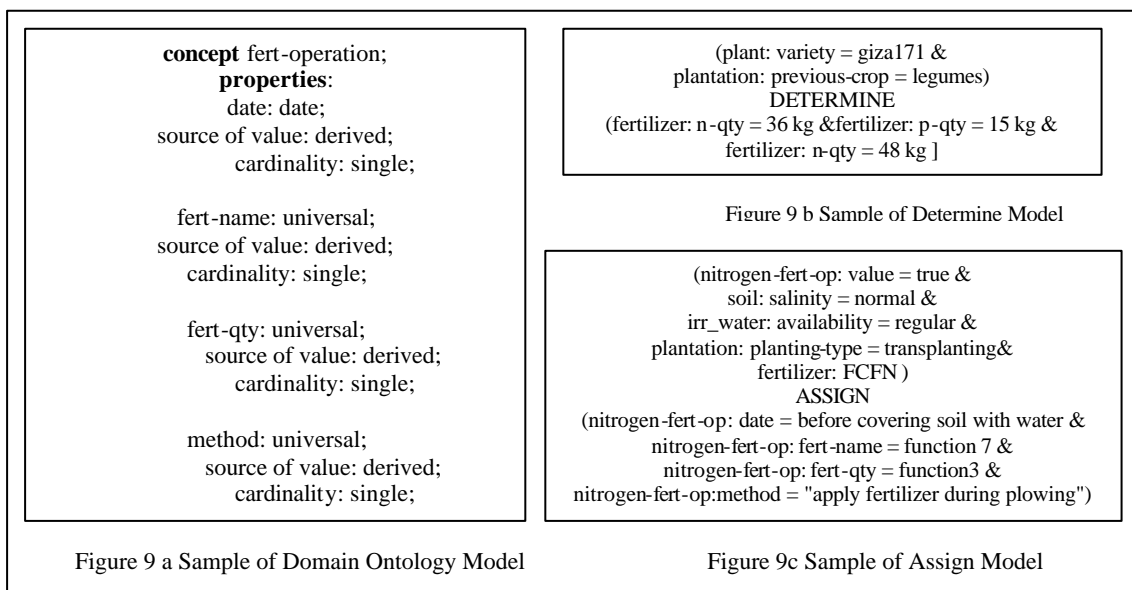 concept fert-operation;
properties:
date: date;
source of value: derived;
cardinality: single;
fert-name: universal;
source of value: derived;
cardinality: single;
fert-qty: universal;
source of value: derived;
cardinality: single;
method: universal;
source of value: derived;
cardinality: single;
Figure 9 a Sample of Domain Ontology Model
(plant: variety = giza171 &
plantation: previous-crop = legumes)
DETERMINE
(fertilizer: n-qty = 36 kg &fertilizer: p-qty = 15 kg &
fertilizer: n-qty = 48 kg ]
Figure 9 b Sample of Determine Model
(nitrogen-fert-op: value = true &
soil: salinity = normal &
irr_water: availability = regular &
plantation: planting-type = transplanting&
fertilizer: FCFN )
ASSIGN
(nitrogen-fert-op: date = before covering soil with water &
nitrogen-fert-op: fert-name = function 7 &
nitrogen-fert-op: fert-qty = function3 &
nitrogen-fert-op:method = "apply fertilizer during plowing")
Figure 9c Sample of Assign Model